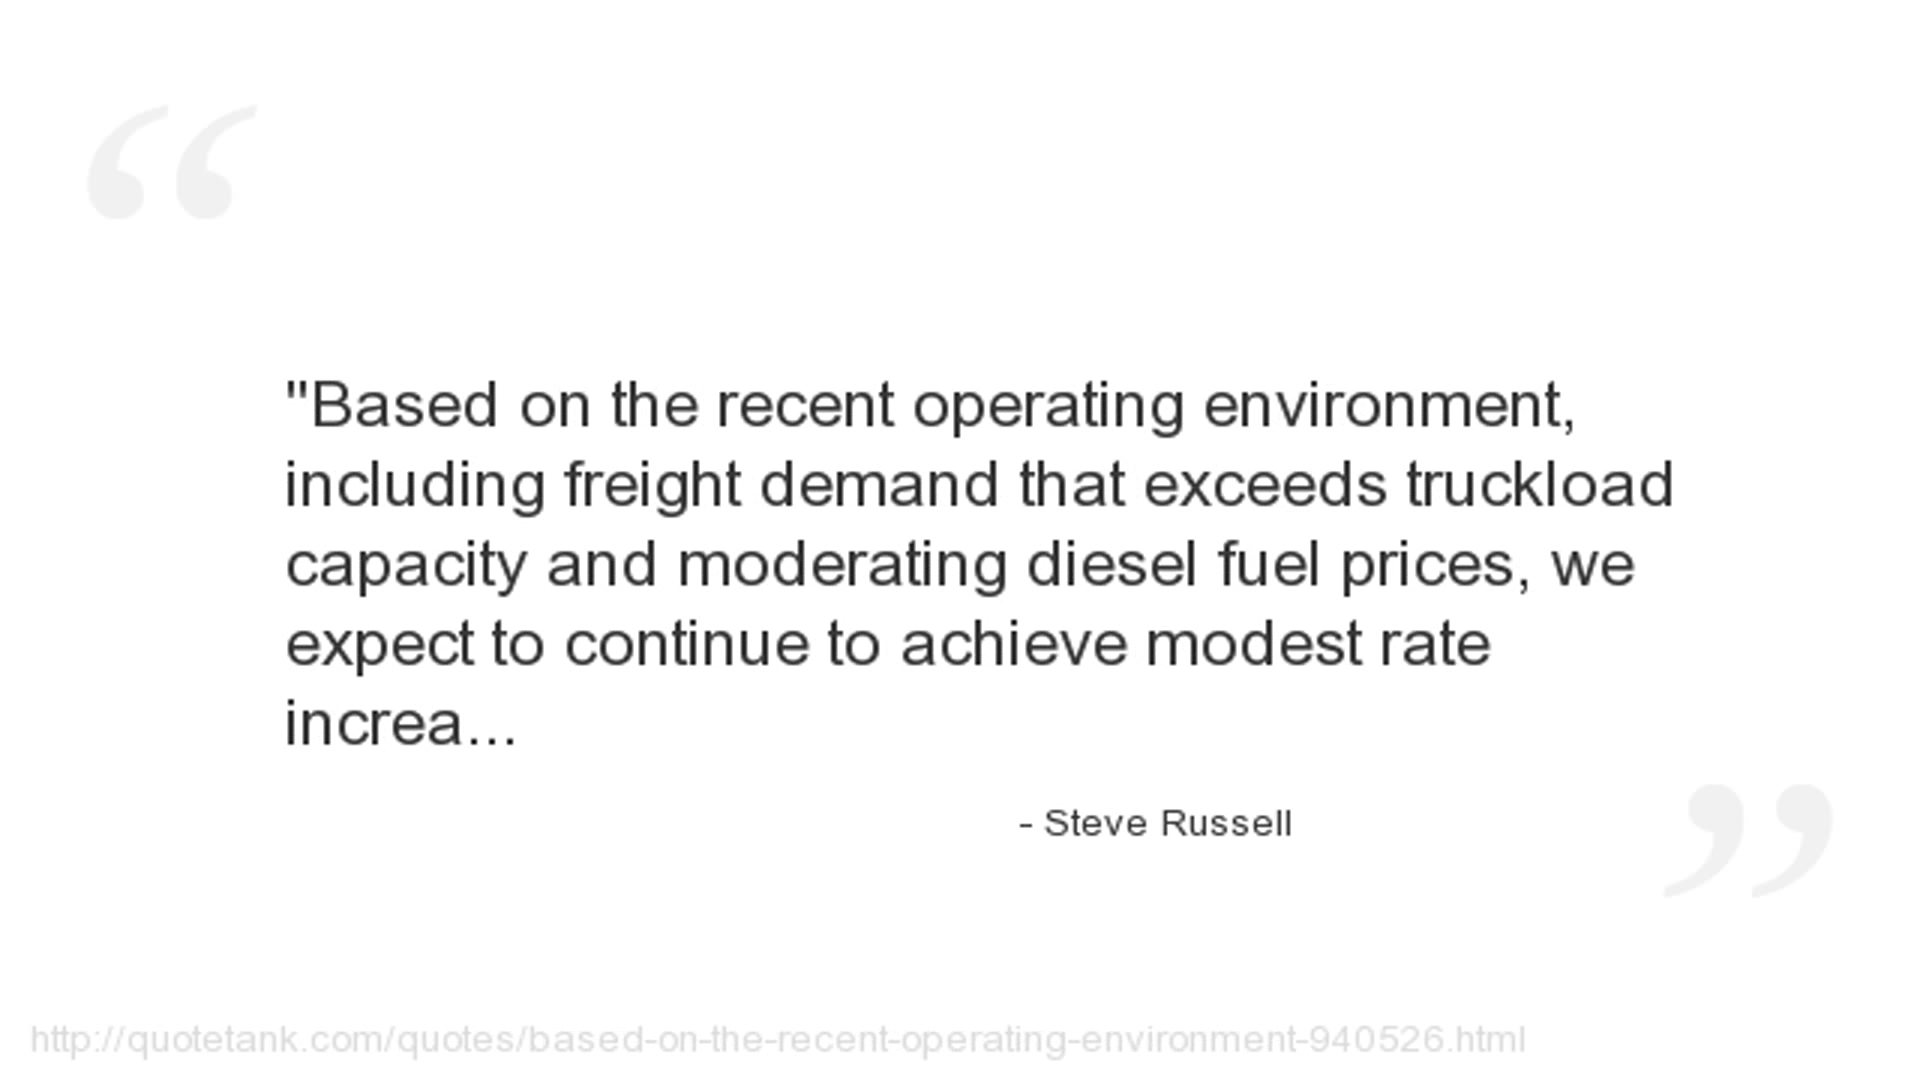 "Based on the recent operating environment,
including freight demand that exceeds truckload
capacity and moderating diesel fuel prices, we
expect to continue to achieve modest rate
increa...
- Steve Russell
http://quotetank.com/quotes/based-on-the-recent-operating-environment-940526.html